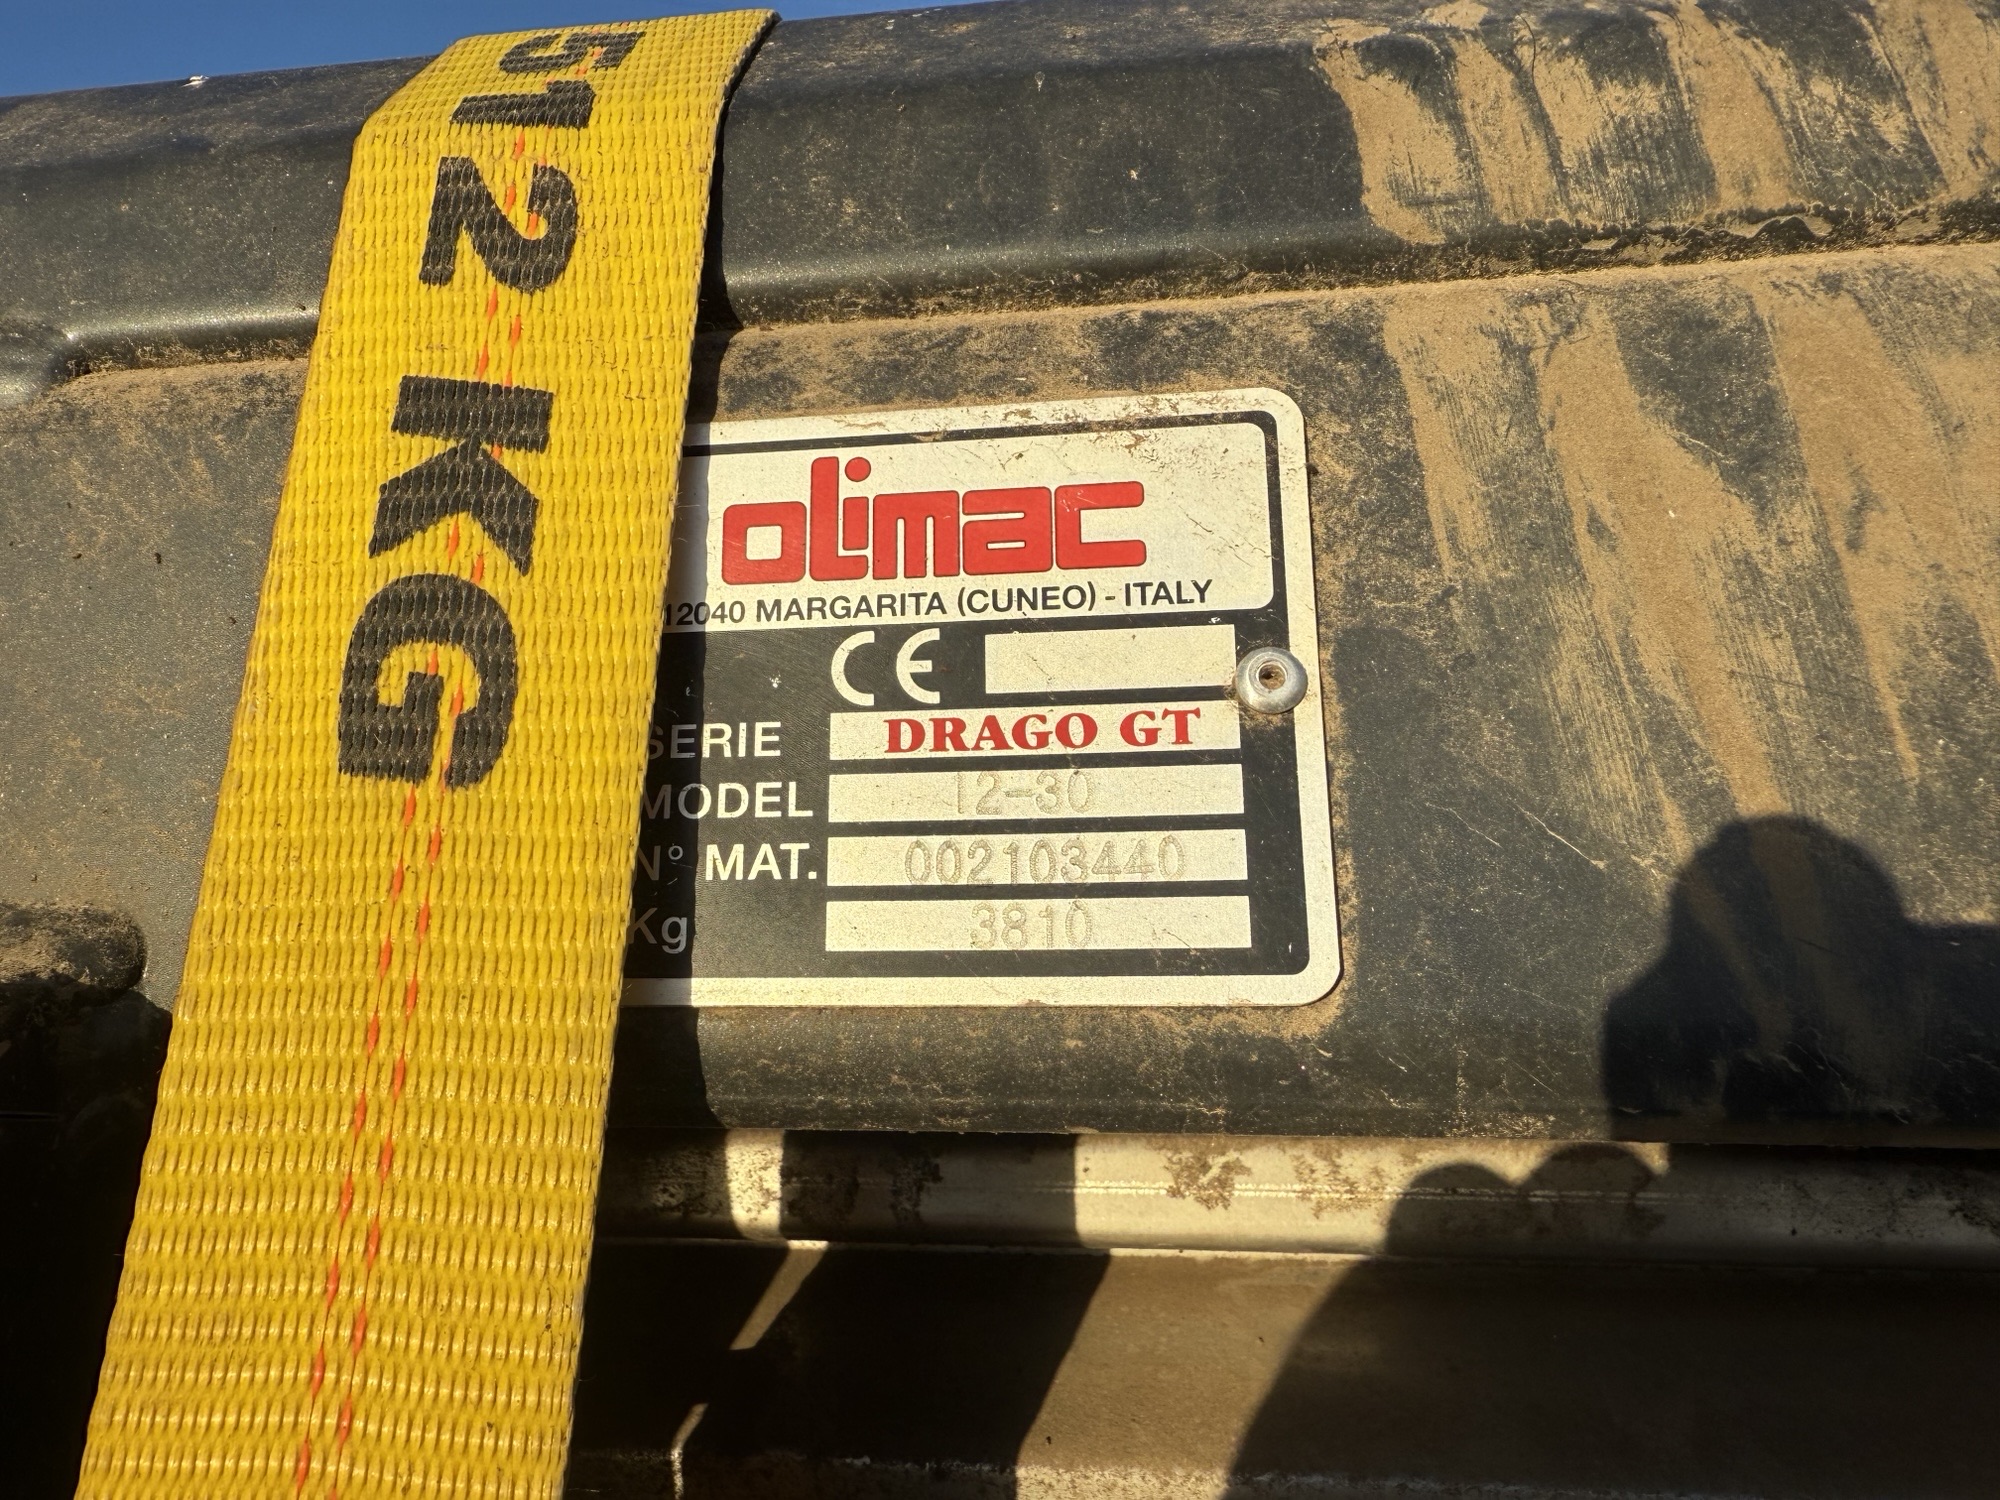 512 KG
olimac
12040 MARGARITA (CUNEO) - ITALY
CE
SERIE DRAGO GT
MODEL 12-30
N° MAT. 002103440
Kg 3810